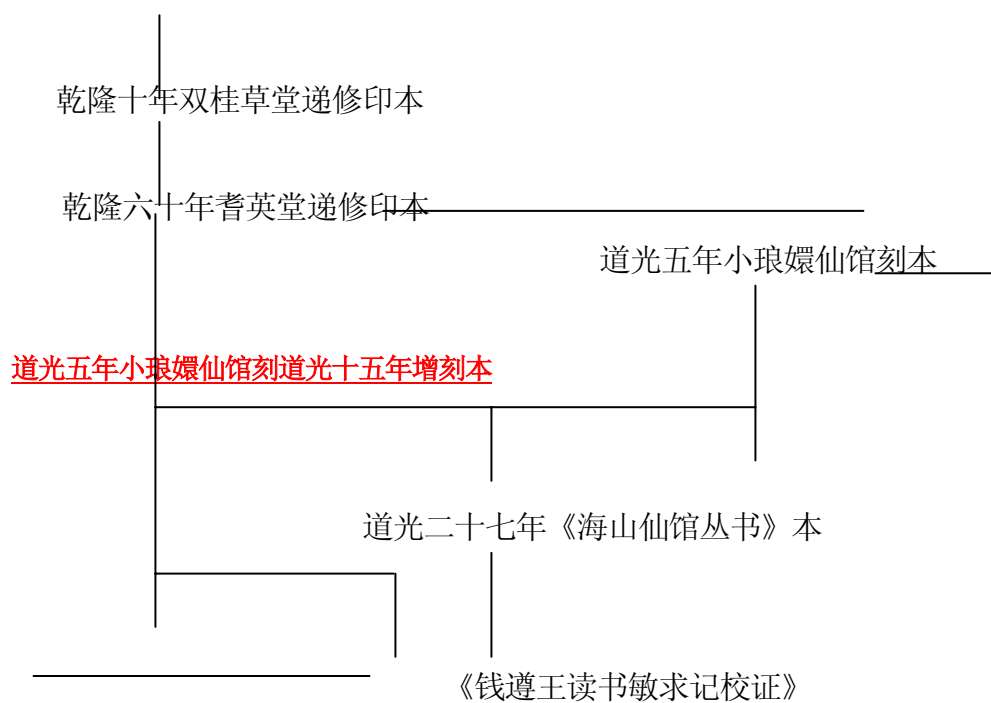 乾隆十年双桂草堂递修印本
乾隆六十年耆英堂递修印本
道光五年小琅嬛仙馆刻本
道光五年小琅嬛仙馆刻道光十五年增刻本
道光二十七年《海山仙馆丛书》本
《钱遵王读书敏求记校证》